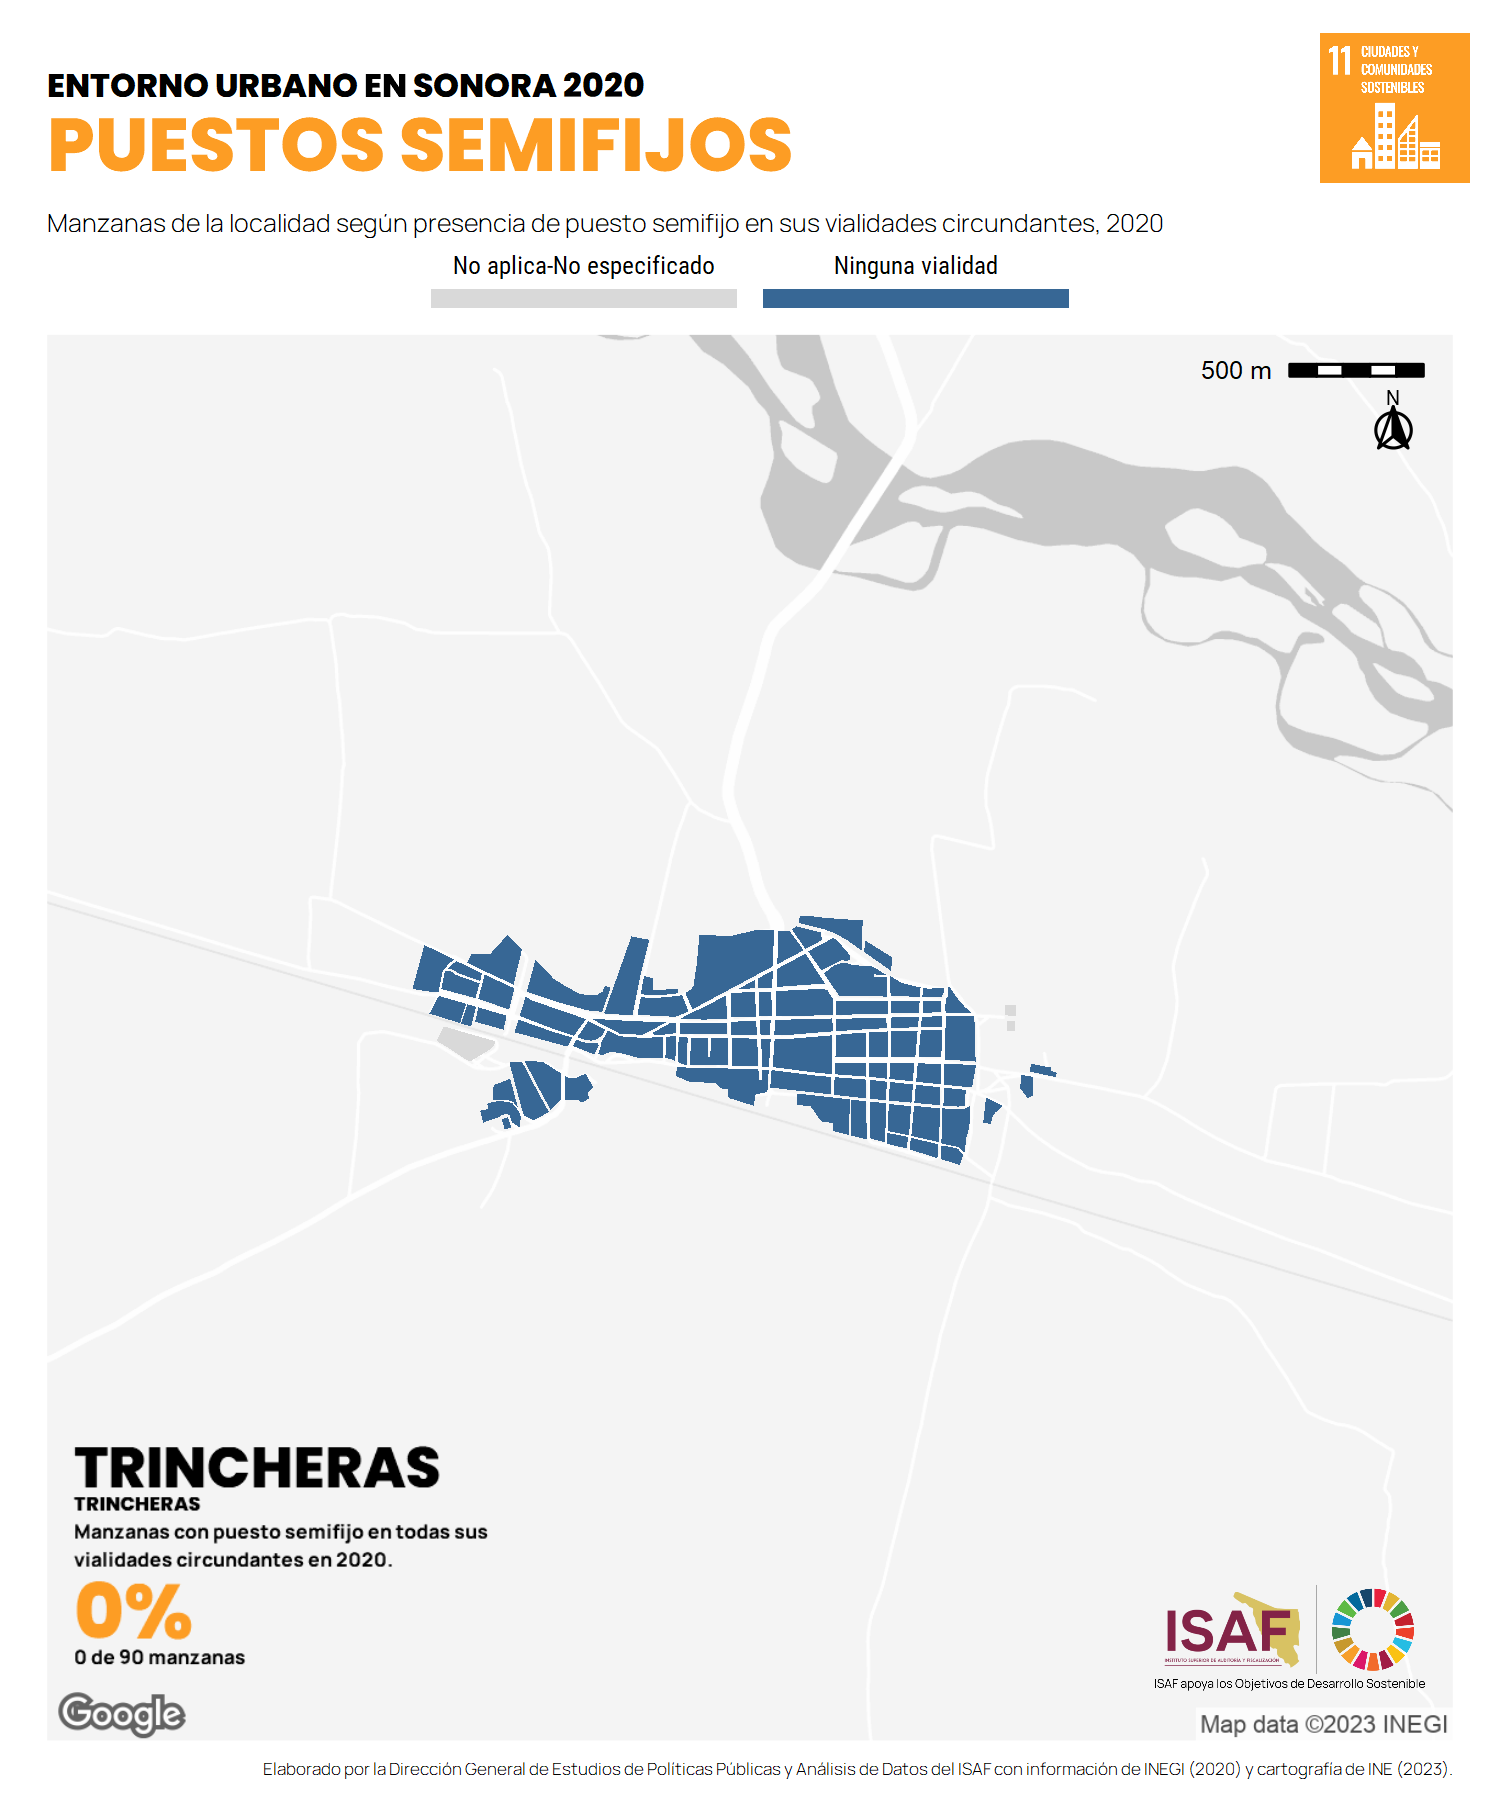 ENTORNO URBANO EN SONORA 2020
PUESTOS SEMIFIJOS
11 CIUDADES Y
COMUNIDADES
SOSTENIBLES
Manzanas de la localidad según presencia de puesto semifijo en sus vialidades circundantes, 2020
No aplica-No especificado
Ninguna vialidad
500 m
N
TRINCHERAS
TRINCHERAS
Manzanas con puesto semifijo en todas sus
vialidades circundantes en 2020.
0%
0 de 90 manzanas
ISAF
INSTITUTO SUPERIOR DE AUDITORÍA Y FISCALIZACIÓN
ISAF apoya los Objetivos de Desarrollo Sostenible
Google
Map data ©2023 INEGI
Elaborado por la Dirección General de Estudios de Políticas Públicas y Análisis de Datos del ISAF con información de INEGI (2020) y cartografía de INE (2023).